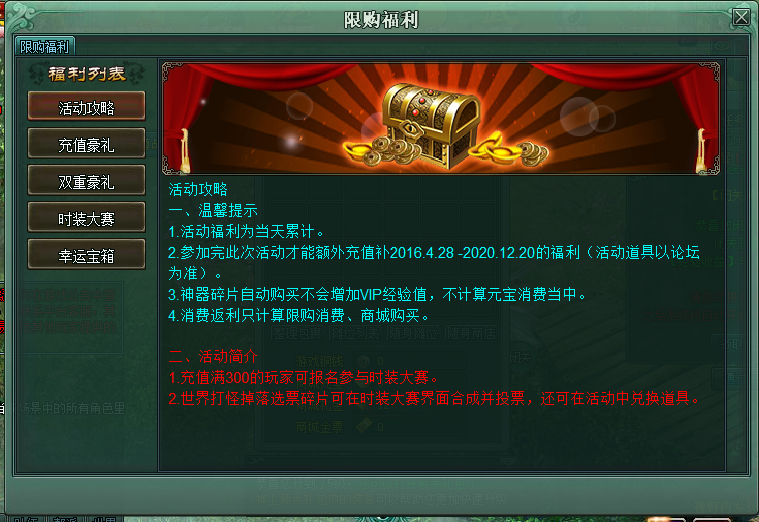 限购福利
限购福利
福利列表
活动攻略
充值豪礼
双重豪礼
时装大赛
幸运宝箱
活动攻略
一、温馨提示
1.活动福利为当天累计。
2.参加完此次活动才能额外充值补2016.4.28 -2020.12.20的福利（活动道具以论坛
为准）。
3.神器碎片自动购买不会增加VIP经验值，不计算元宝消费当中。
4.消费返利只计算限购消费、商城购买。
二、活动简介
1.充值满300的玩家可报名参与时装大赛。
2.世界打怪掉落选票碎片可在时装大赛界面合成并投票，还可在活动中兑换道具。
场景中的所有角色里